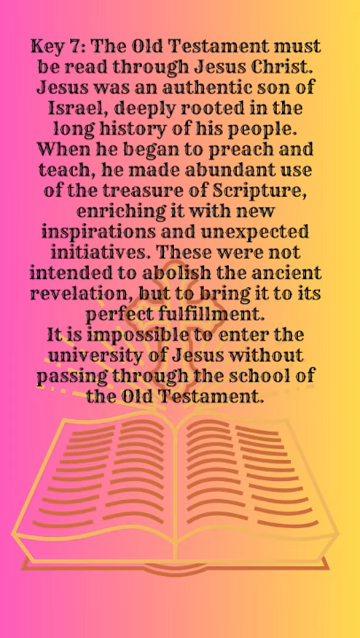 Key 7: The Old Testament must
be read through Jesus Christ.
Jesus was an authentic son of
Israel, deeply rooted in the
long history of his people.
When he began to preach and
teach, he made abundant use
of the treasure of Scripture,
enriching it with new
inspirations and unexpected
initiatives. These were not
intended to abolish the ancient
revelation, but to bring it to its
perfect fulfillment.
It is impossible to enter the
university of Jesus without
passing through the school of
the Old Testament.